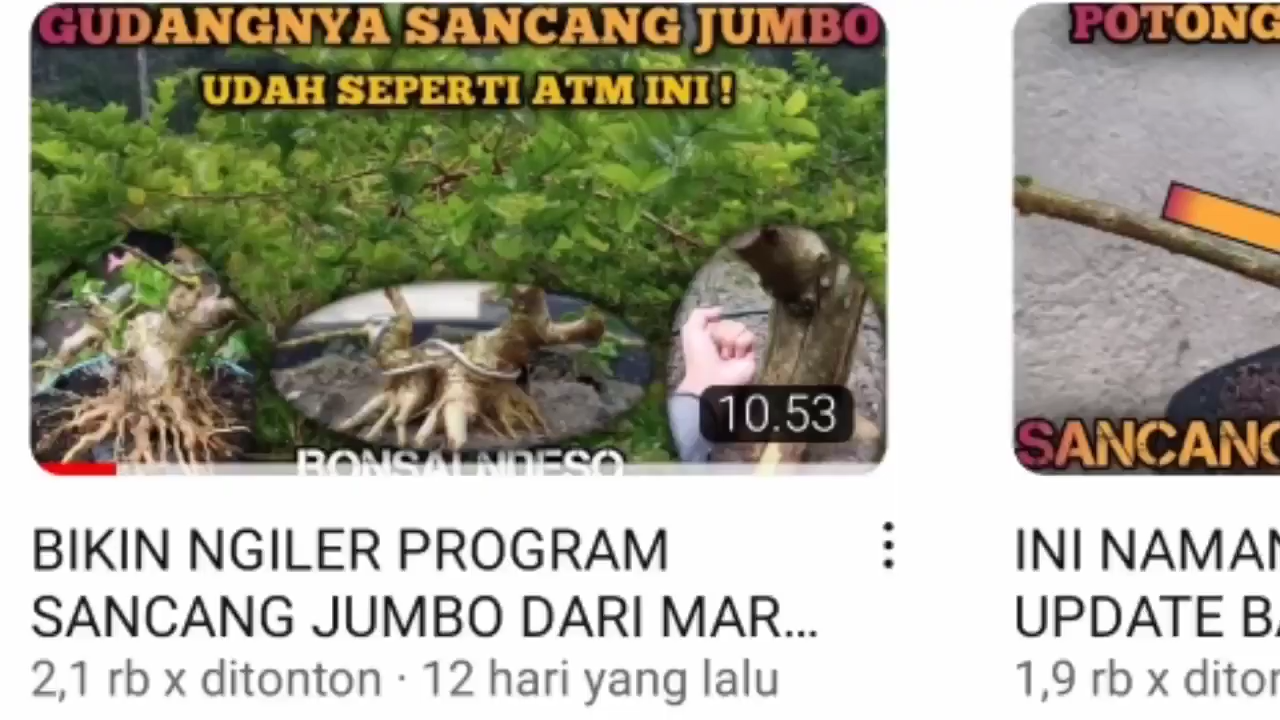 GUDANGNYA SANCANG JUMBO
UDAH SEPERTI ATM INI !
10.53
BONSAI NDESO
BIKIN NGILER PROGRAM
SANCANG JUMBO DARI MAR...
2,1 rb x ditonton · 12 hari yang lalu
POTONG
SANCANG
INI NAMAN
UPDATE BA
1,9 rb x diton